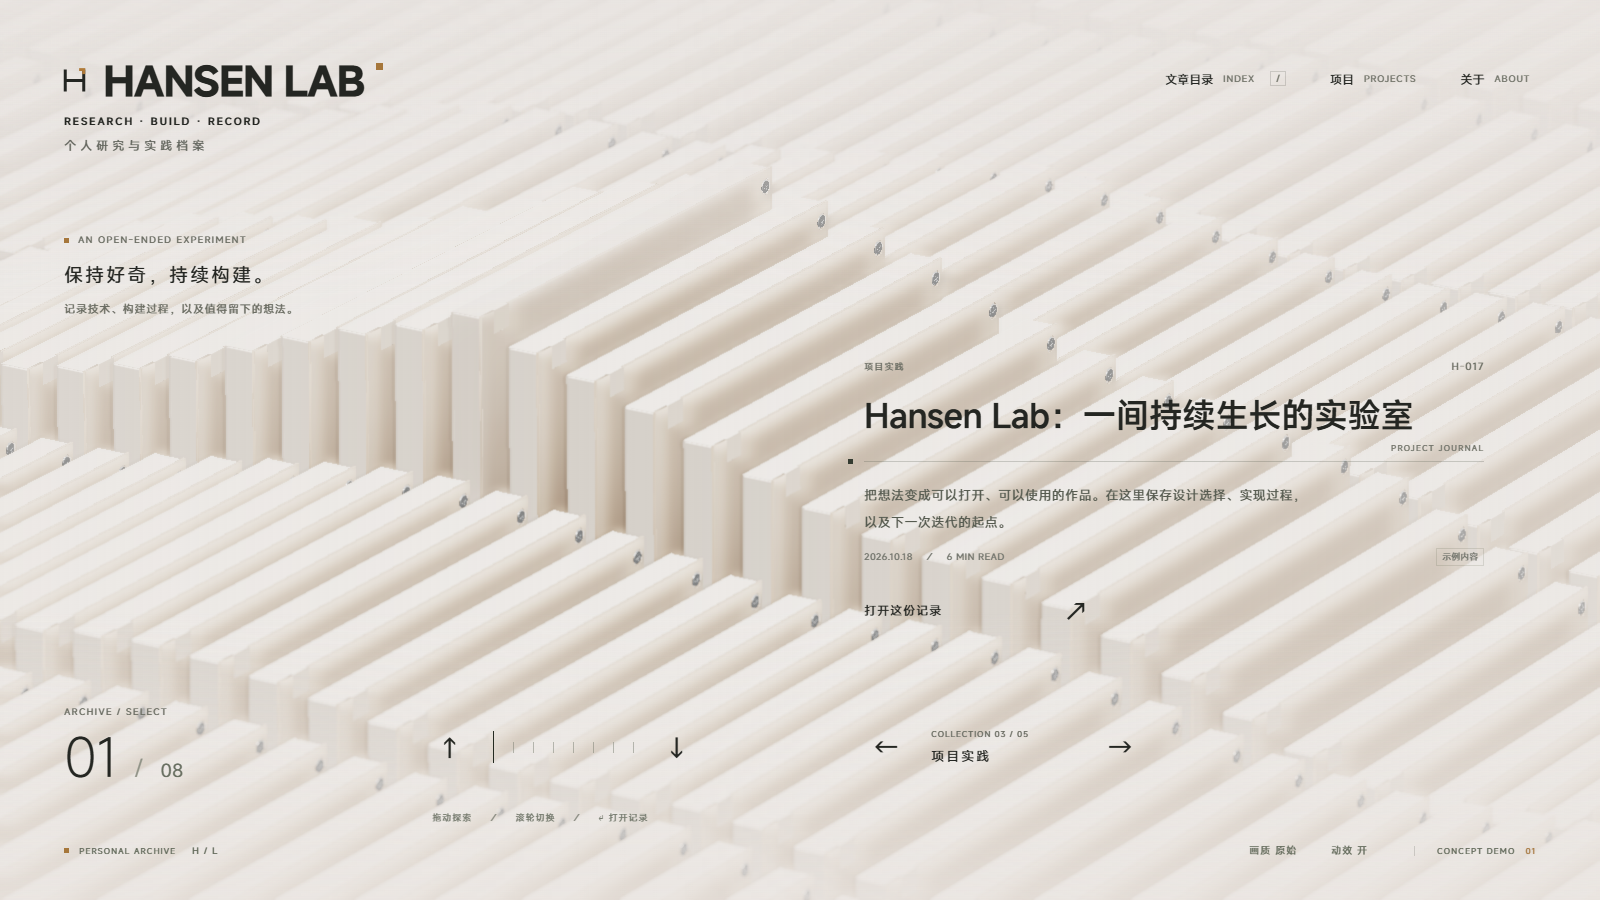 HANSEN LAB
RESEARCH · BUILD · RECORD
个人研究与实践档案
文章目录 INDEX /
项目 PROJECTS
关于 ABOUT
AN OPEN-ENDED EXPERIMENT
保持好奇，持续构建。
记录技术、构建过程，以及值得留下的想法。
项目实践
H-017
Hansen Lab：一间持续生长的实验室
PROJECT JOURNAL
把想法变成可以打开、可以使用的作品。在这里保存设计选择、实现过程，
以及下一次迭代的起点。
2026.10.18 / 6 MIN READ
示例内容
打开这份记录 ↗
ARCHIVE / SELECT
01 / 08
↑ ↓
← COLLECTION 03 / 05 →
项目实践
拖动探索 / 滚轮切换 / ↲ 打开记录
PERSONAL ARCHIVE H / L
画质 原始 动效 开 CONCEPT DEMO 01